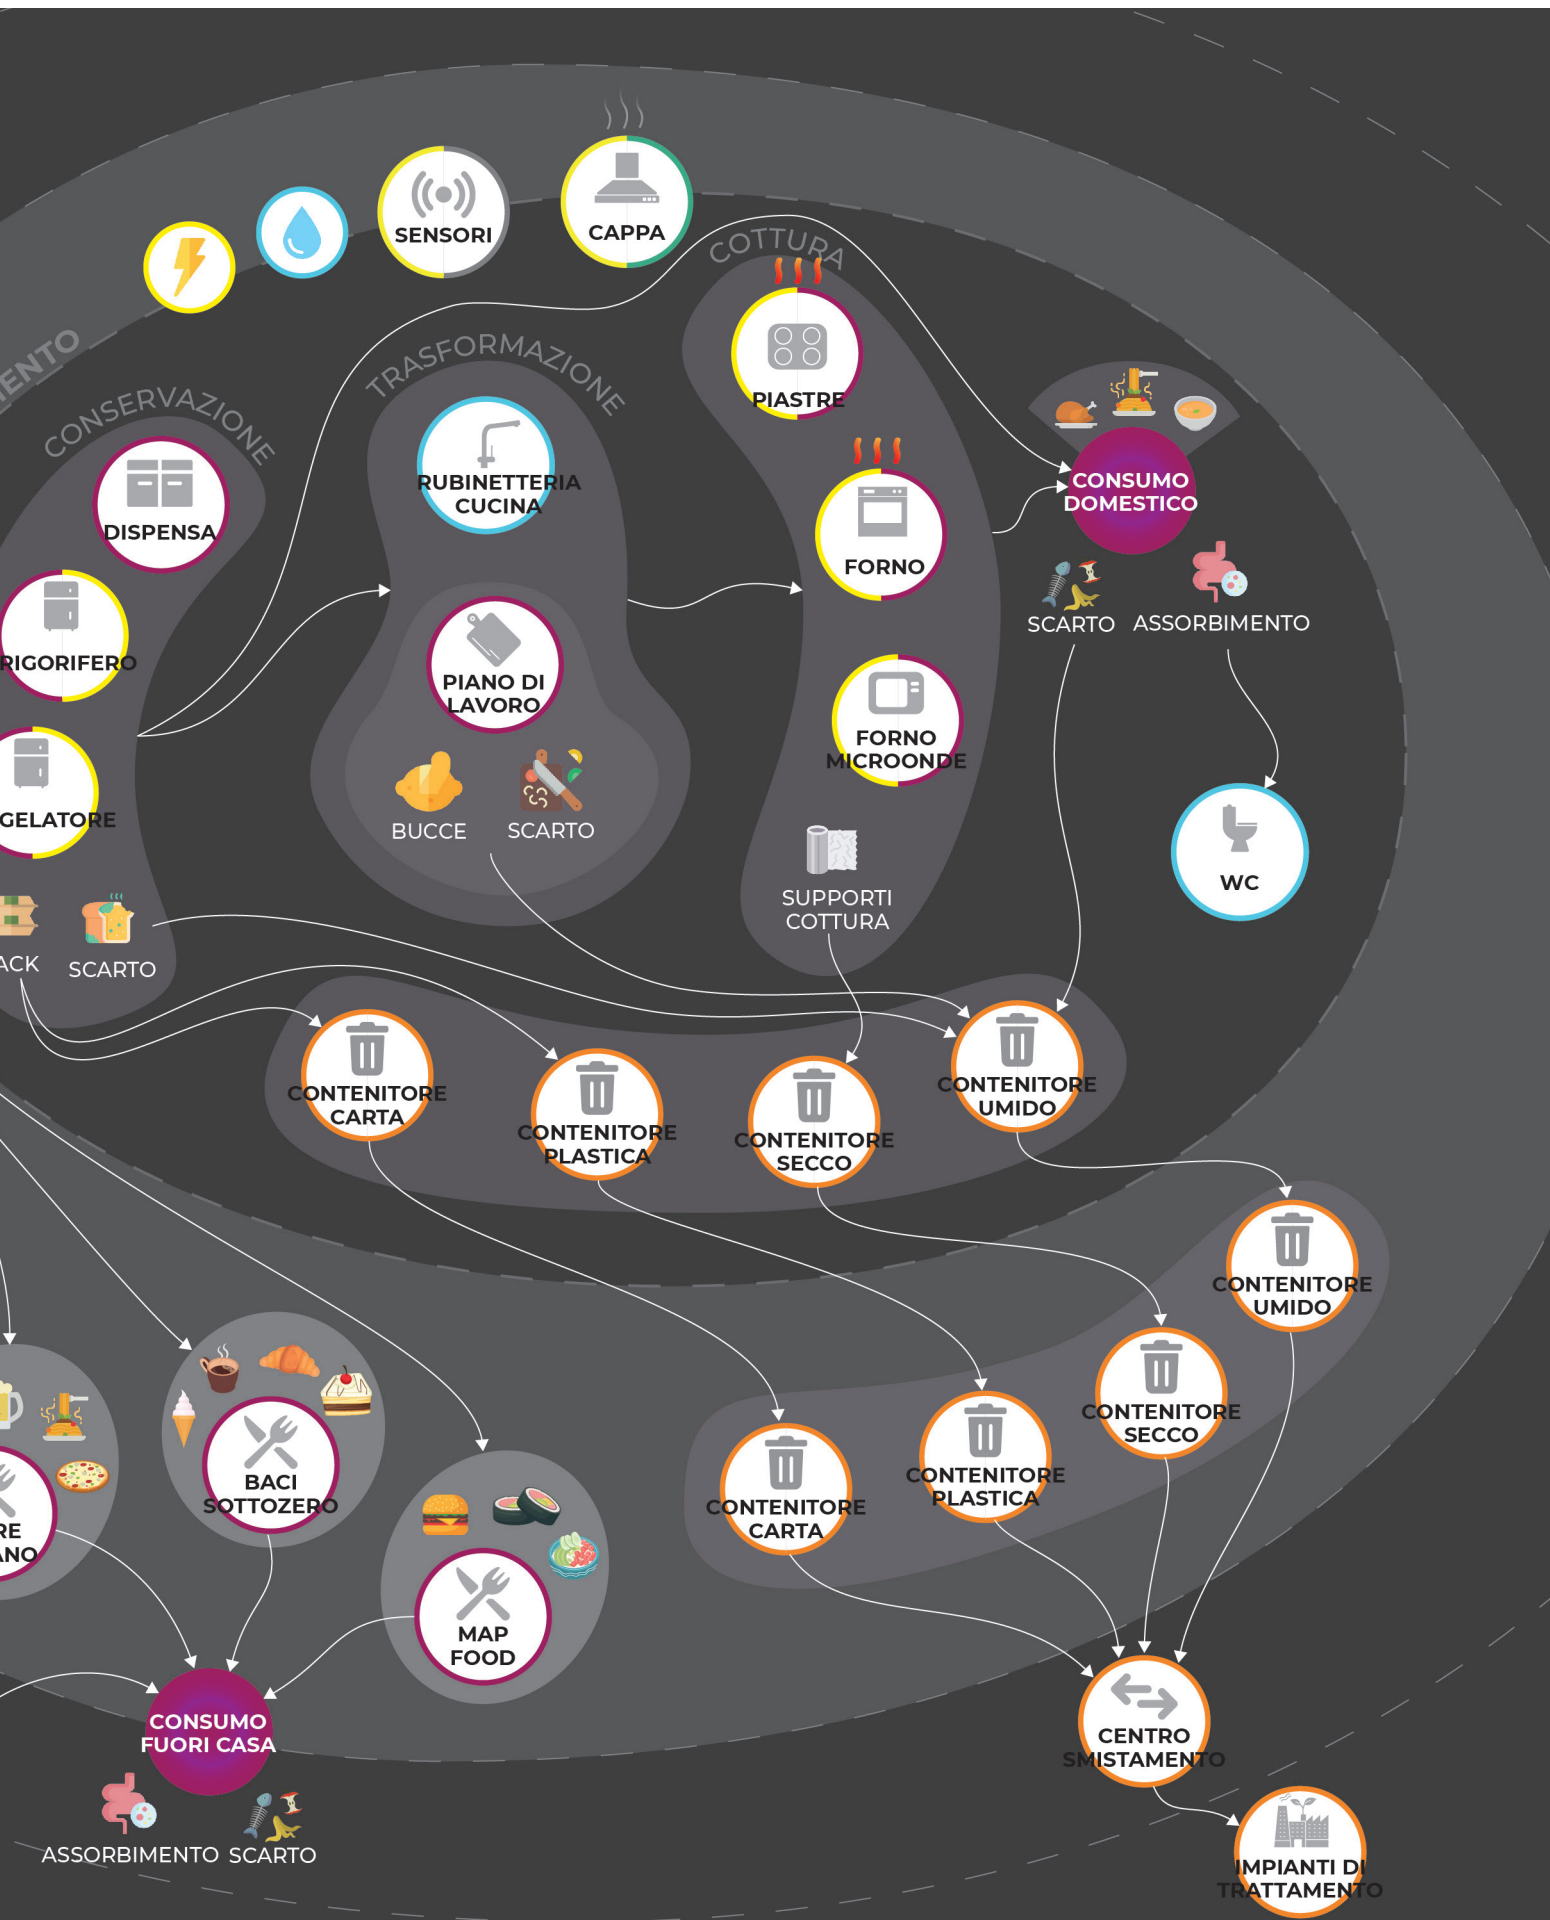 SENSORI
CAPPA
COTTURA
PIASTRE
ENTO
TRASFORMAZIONE
CONSERVAZIONE
RUBINETTERIA
CUCINA
CONSUMO
DOMESTICO
DISPENSA
FORNO
SCARTO
ASSORBIMENTO
RIGORIFERO
PIANO DI
LAVORO
FORNO
MICROONDE
GELATORE
BUCCE
SCARTO
WC
SUPPORTI
COTTURA
ACK
SCARTO
CONTENITORE
CARTA
CONTENITORE
PLASTICA
CONTENITORE
SECCO
CONTENITORE
UMIDO
CONTENITORE
UMIDO
CONTENITORE
SECCO
CONTENITORE
PLASTICA
CONTENITORE
CARTA
BACI
SOTTOZERO
RE
ANO
MAP
FOOD
CONSUMO
FUORI CASA
CENTRO
SMISTAMENTO
ASSORBIMENTO
SCARTO
IMPIANTI DI
TRATTAMENTO